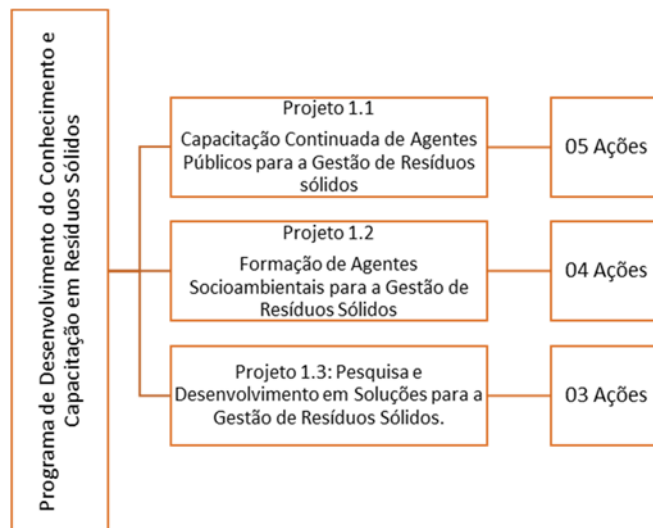 Programa de Desenvolvimento do Conhecimento e
Capacitação em Resíduos Sólidos
Projeto 1.1
Capacitação Continuada de Agentes
Públicos para a Gestão de Resíduos
sólidos
05 Ações
Projeto 1.2
Formação de Agentes
Socioambientais para a Gestão de
Resíduos Sólidos
04 Ações
Projeto 1.3: Pesquisa e
Desenvolvimento em Soluções para a
Gestão de Resíduos Sólidos.
03 Ações